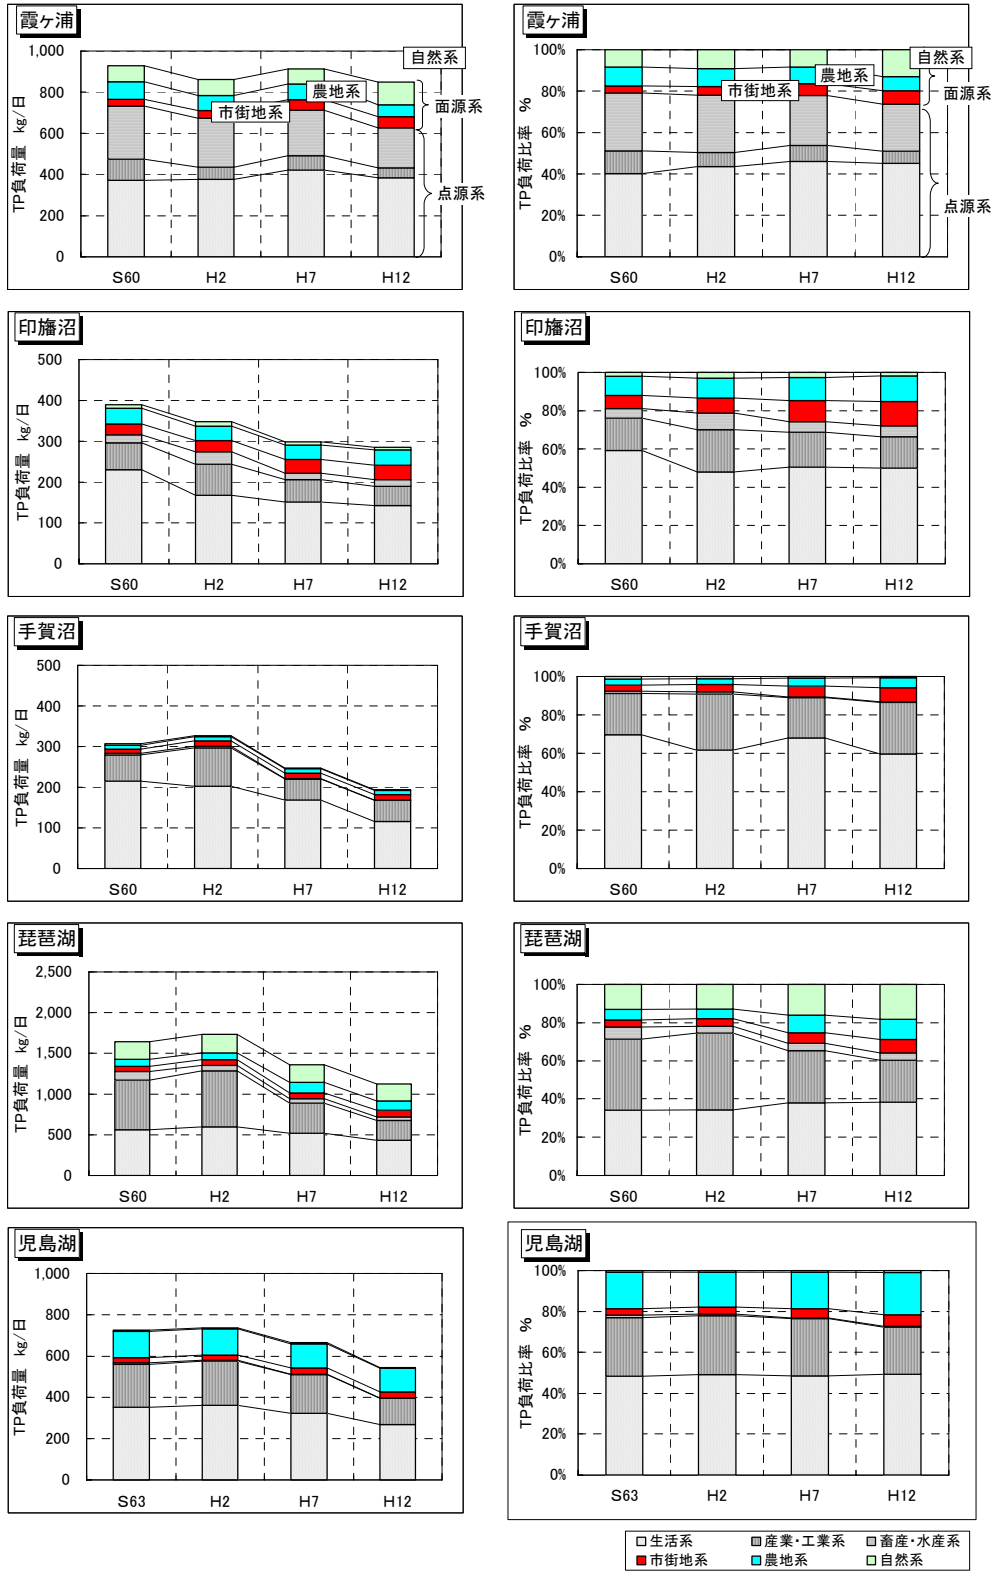 霞ヶ浦
TP負荷量 kg/日
1,000
800
600
400
200
0
S60
H2
H7
H12
自然系
農地系
市街地系
面源系
点源系
霞ヶ浦
TP負荷比率 %
100%
80%
60%
40%
20%
0%
S60
H2
H7
H12
自然系
農地系
市街地系
面源系
点源系
印旛沼
TP負荷量 kg/日
500
400
300
200
100
0
S60
H2
H7
H12
印旛沼
TP負荷比率 %
100%
80%
60%
40%
20%
0%
S60
H2
H7
H12
手賀沼
TP負荷量 kg/日
500
400
300
200
100
0
S60
H2
H7
H12
手賀沼
TP負荷比率 %
100%
80%
60%
40%
20%
0%
S60
H2
H7
H12
琵琶湖
TP負荷量 kg/日
2,500
2,000
1,500
1,000
500
0
S60
H2
H7
H12
琵琶湖
TP負荷比率 %
100%
80%
60%
40%
20%
0%
S60
H2
H7
H12
児島湖
TP負荷量 kg/日
1,000
800
600
400
200
0
S63
H2
H7
H12
児島湖
TP負荷比率 %
100%
80%
60%
40%
20%
0%
S63
H2
H7
H12
生活系 産業・工業系 畜産・水産系
市街地系 農地系 自然系